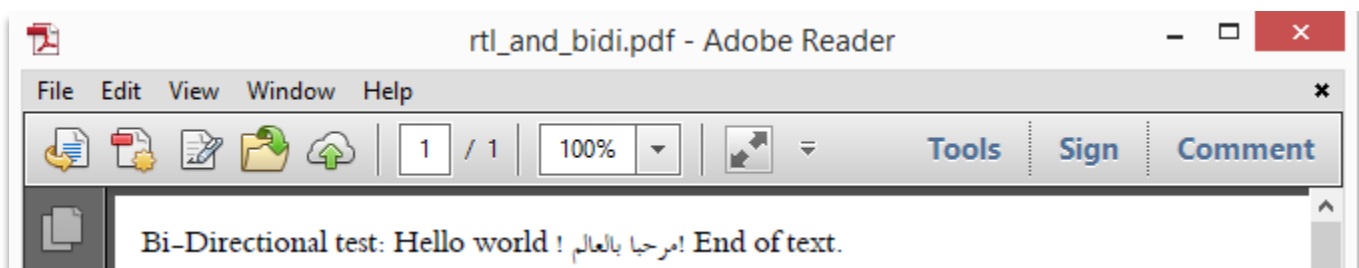 rtl_and_bidi.pdf - Adobe Reader
File Edit View Window Help
1 / 1 100% Tools Sign Comment
Bi-Directional test: Hello world ! مرحبا بالعالم! End of text.